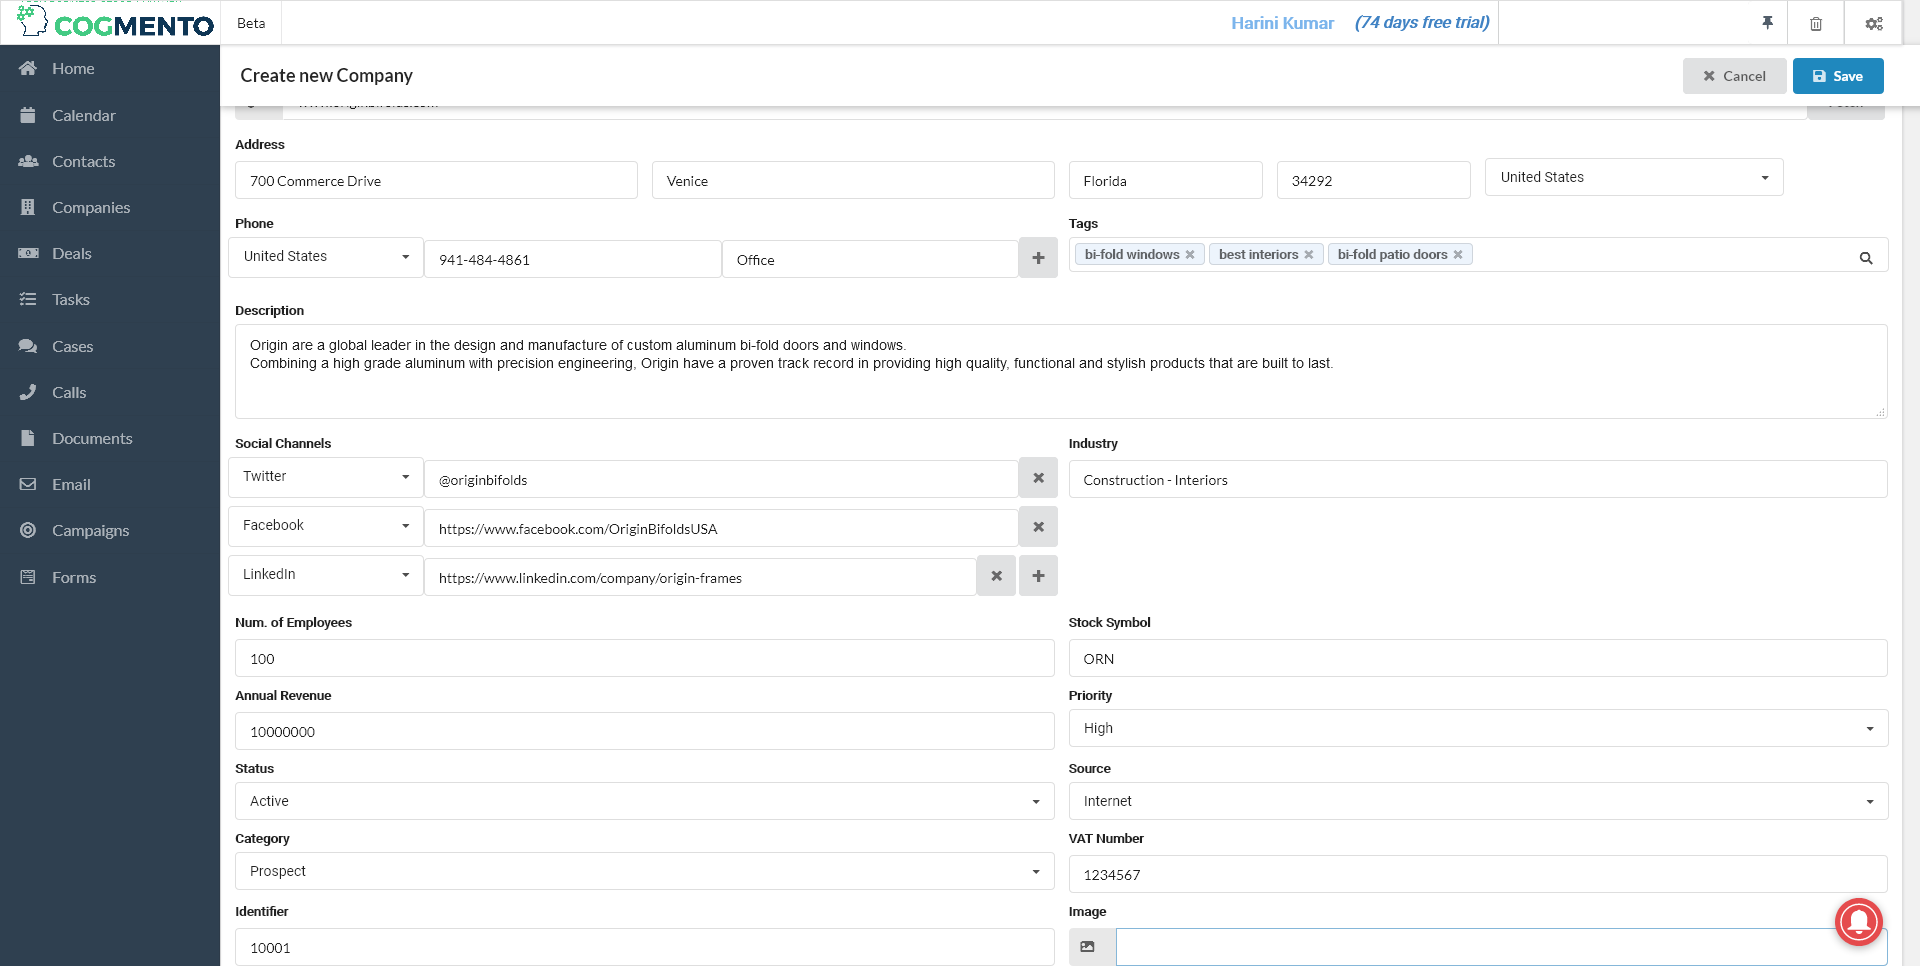 COGMENTO
Beta
Harini Kumar (74 days free trial)
Create new Company
Cancel
Save
Address
700 Commerce Drive
Venice
Florida
34292
United States
Phone
Tags
United States
941-484-4861
Office
bi-fold windows
best interiors
bi-fold patio doors
Description
Origin are a global leader in the design and manufacture of custom aluminum bi-fold doors and windows.
Combining a high grade aluminum with precision engineering, Origin have a proven track record in providing high quality, functional and stylish products that are built to last.
Social Channels
Industry
Twitter
@originbifolds
Construction - Interiors
Facebook
https://www.facebook.com/OriginBifoldsUSA
LinkedIn
https://www.linkedin.com/company/origin-frames
Num. of Employees
Stock Symbol
100
ORN
Annual Revenue
Priority
10000000
High
Status
Source
Active
Internet
Category
VAT Number
Prospect
1234567
Identifier
Image
10001
Home
Calendar
Contacts
Companies
Deals
Tasks
Cases
Calls
Documents
Email
Campaigns
Forms